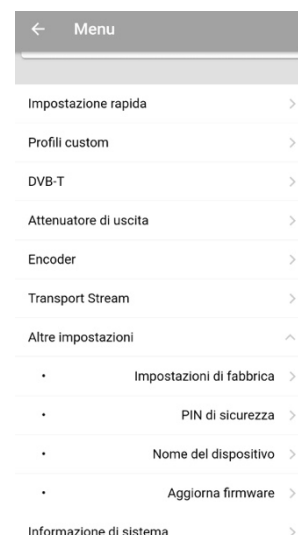 Menu
Impostazione rapida
Profili custom
DVB-T
Attenuatore di uscita
Encoder
Transport Stream
Altre impostazioni
• Impostazioni di fabbrica
• PIN di sicurezza
• Nome del dispositivo
• Aggiorna firmware
Informazione di sistema